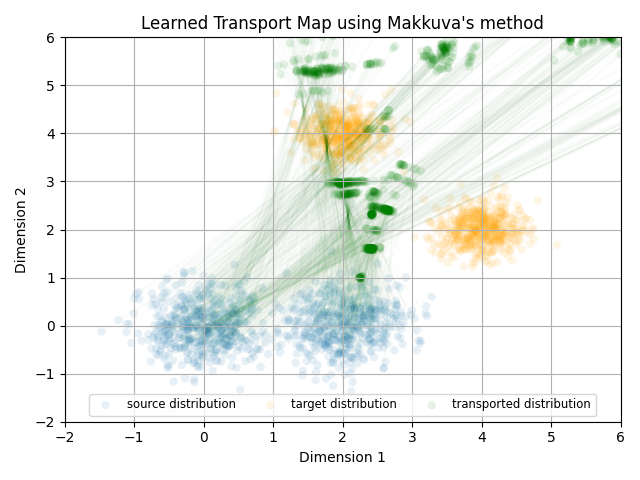 Learned Transport Map using Makkuva's method
Dimension 2
6
5
4
3
2
1
0
−1
−2
source distribution target distribution transported distribution
−2 −1 0 1 2 3 4 5 6
Dimension 1